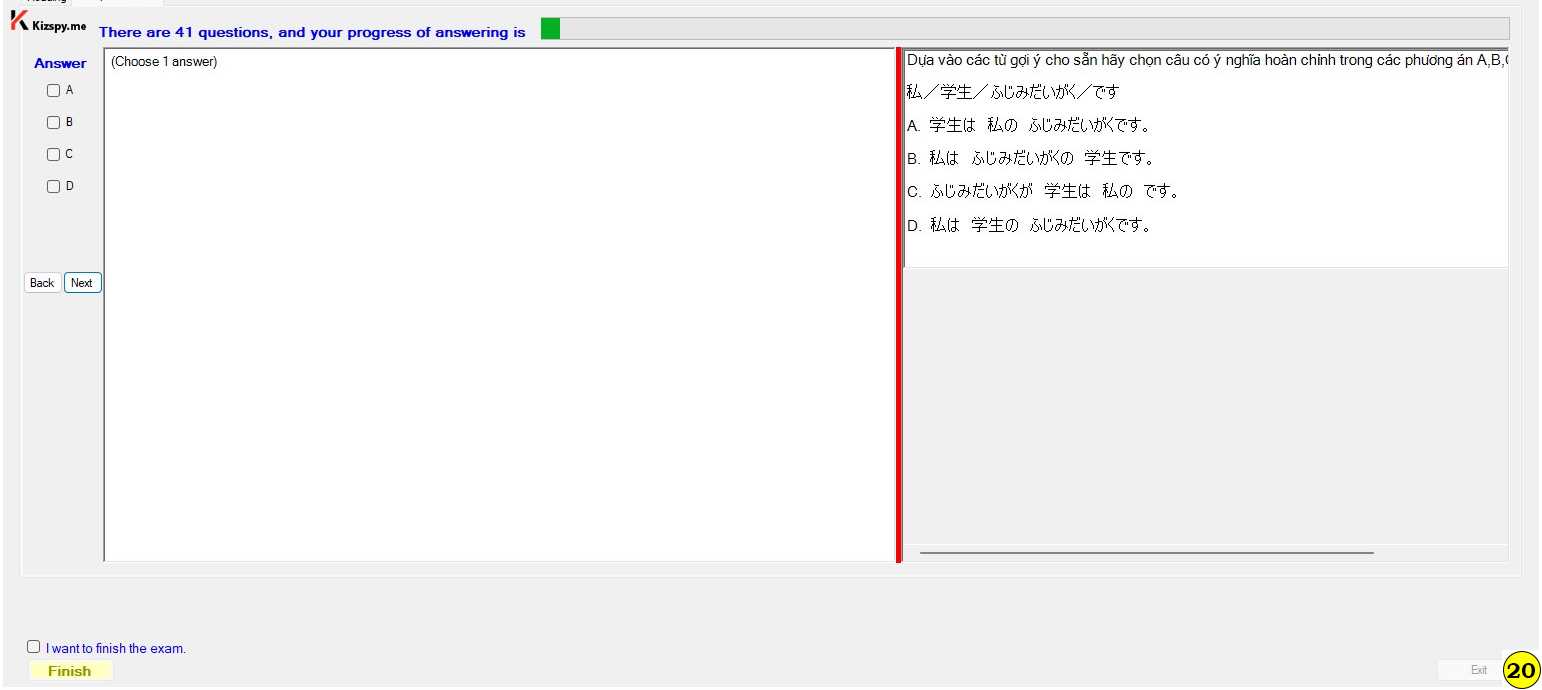 Kizspy.me
There are 41 questions, and your progress of answering is
Answer
A
B
C
D
Back
Next
(Choose 1 answer)
Dựa vào các từ gợi ý cho sẵn hãy chọn câu có ý nghĩa hoàn chỉnh trong các phương án A,B,
私／学生／ふじみだいがく／です
A. 学生は 私の ふじみだいがくです。
B. 私は ふじみだいがくの 学生です。
C. ふじみだいがくが 学生は 私の です。
D. 私は 学生の ふじみだいがくです。
I want to finish the exam.
Finish
Exit
20